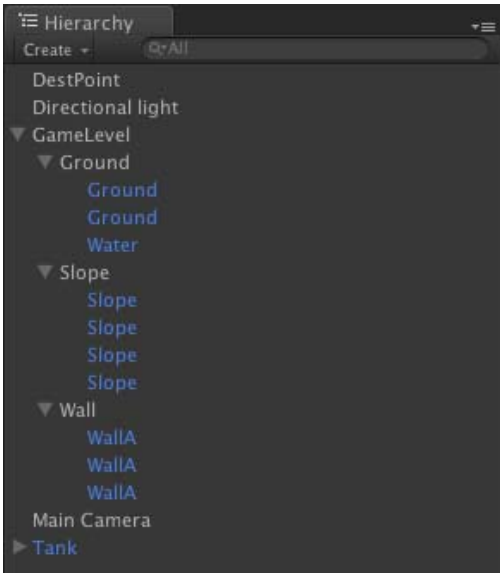 Hierarchy
Create
All
DestPoint
Directional light
GameLevel
Ground
Ground
Ground
Water
Slope
Slope
Slope
Slope
Slope
Wall
WallA
WallA
WallA
Main Camera
Tank